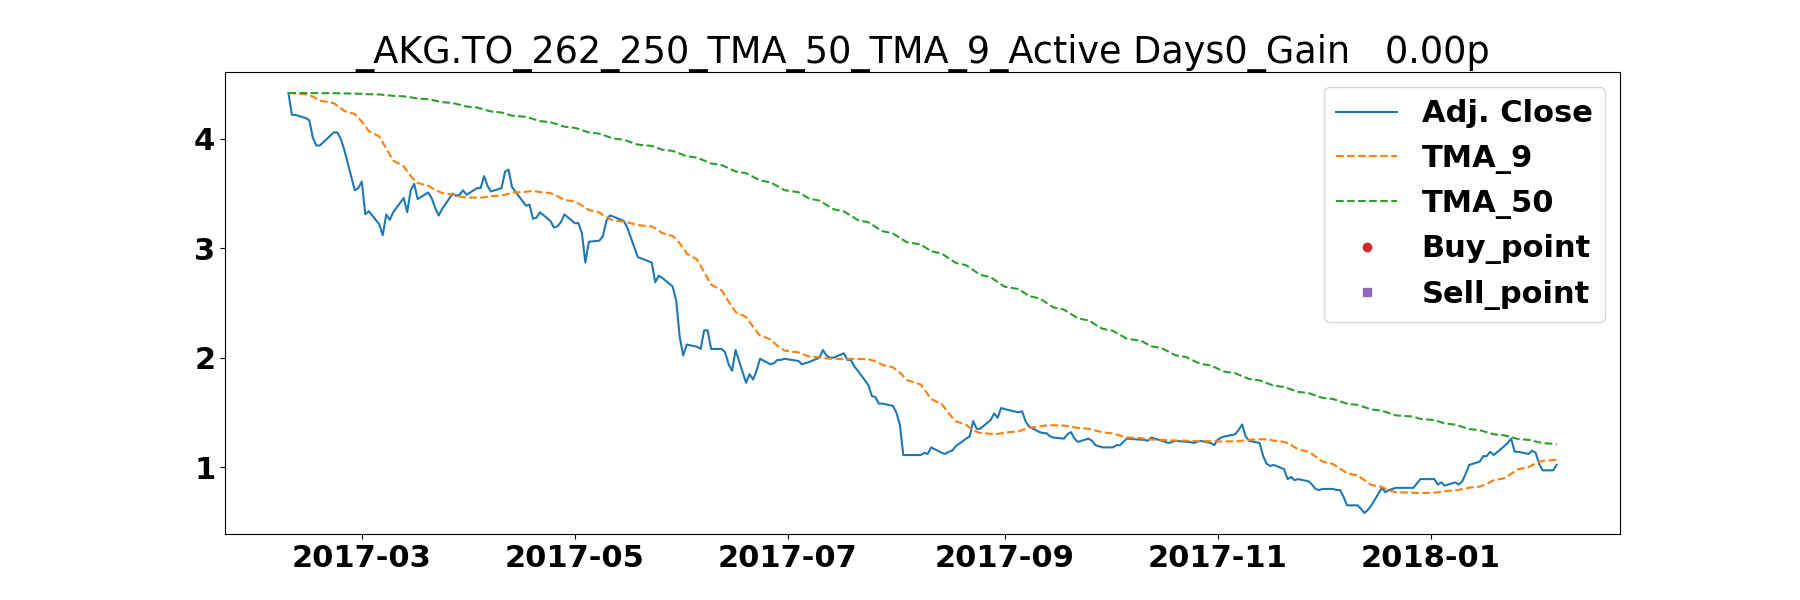 _AKG.TO_262_250_TMA_50_TMA_9_Active Days0_Gain   0.00p
Adj. Close
TMA_9
TMA_50
Buy_point
Sell_point
4
3
2
1
2017-03 2017-05 2017-07 2017-09 2017-11 2018-01